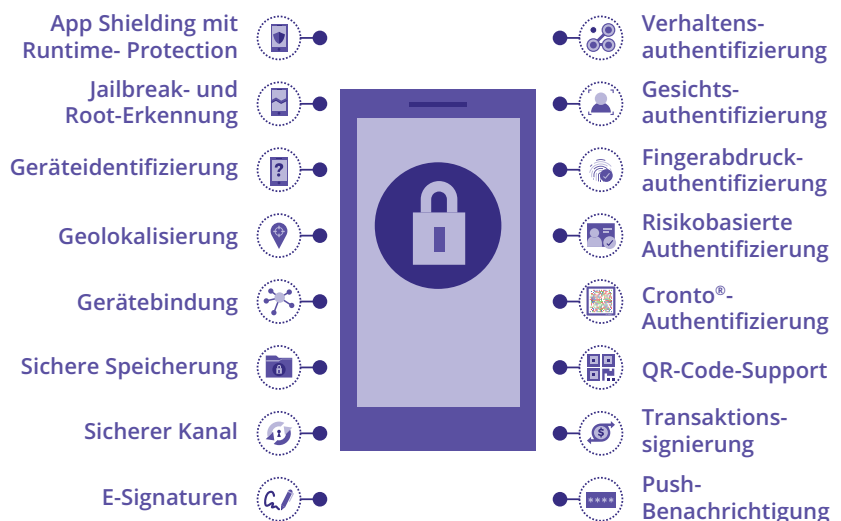 App Shielding mit
Runtime- Protection
Jailbreak- und
Root-Erkennung
Geräteidentifizierung
Geolokalisierung
Gerätebindung
Sichere Speicherung
Sicherer Kanal
E-Signaturen
?
$
****
Verhaltens-
authentifizierung
Gesichts-
authentifizierung
Fingerabdruck-
authentifizierung
Risikobasierte
Authentifizierung
Cronto®-
Authentifizierung
QR-Code-Support
Transaktions-
signierung
Push-
Benachrichtigung